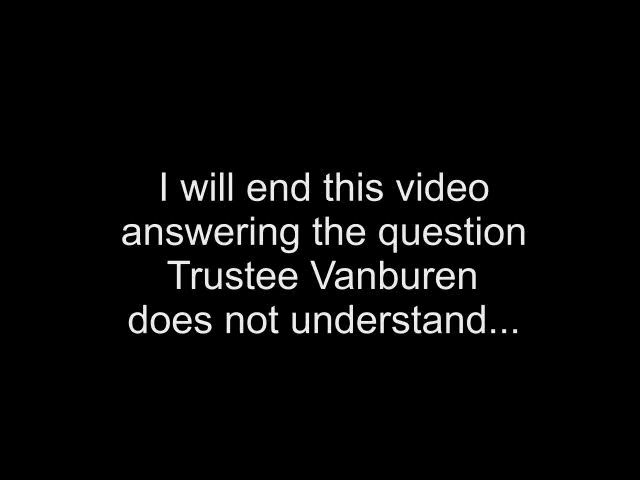 I will end this video
answering the question
Trustee Vanburen
does not understand...